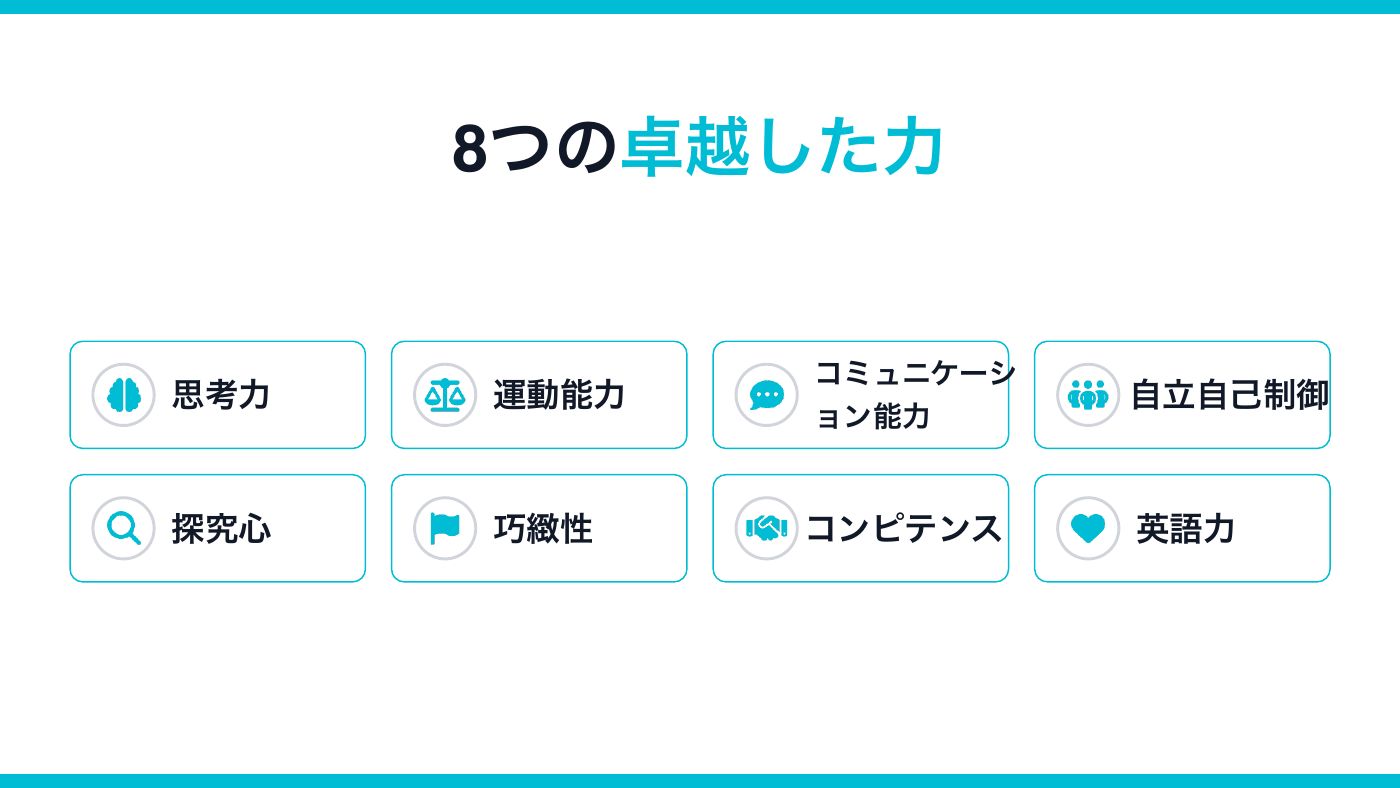 8つの卓越した力
思考力
運動能力
コミュニケーシ
ョン能力
自立自己制御
探究心
巧緻性
コンピテンス
英語力